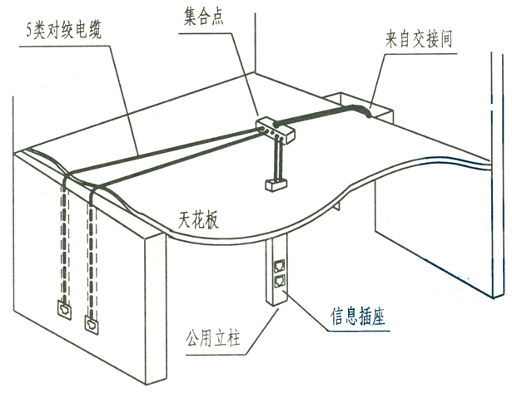 集合点
5类对绞电缆
来自交接间
天花板
信息插座
公用立柱